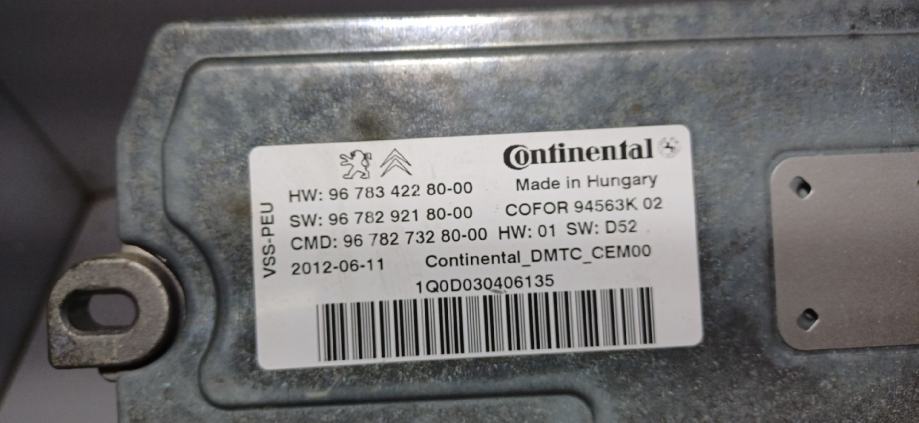 Continental
HW: 96 783 422 80-00 Made in Hungary
SW: 96 782 921 80-00 COFOR 94563K 02
CMD: 96 782 732 80-00 HW: 01 SW: D52
2012-06-11 Continental_DMTC_CEM00
1Q0D030406135
VSS-PEU